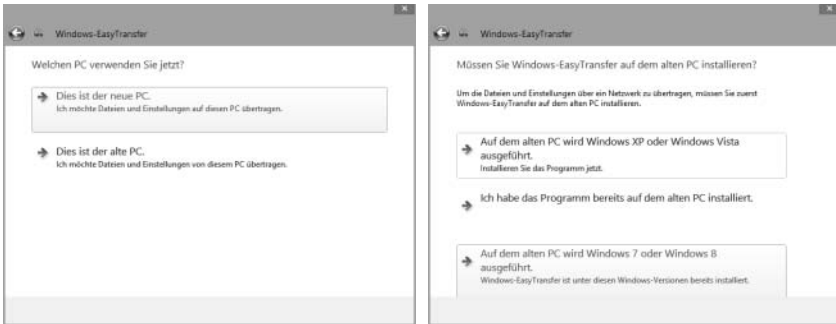 Windows-EasyTransfer
Welchen PC verwenden Sie jetzt?
Dies ist der neue PC.
Ich möchte Dateien und Einstellungen auf diesen PC übertragen.
Dies ist der alte PC.
Ich möchte Dateien und Einstellungen von diesem PC übertragen.
Windows-EasyTransfer
Müssen Sie Windows-EasyTransfer auf dem alten PC installieren?
Um die Dateien und Einstellungen über ein Netzwerk zu übertragen, müssen Sie zuerst
Windows-EasyTransfer auf dem alten PC installieren.
Auf dem alten PC wird Windows XP oder Windows Vista
ausgeführt.
Installieren Sie das Programm jetzt.
Ich habe das Programm bereits auf dem alten PC installiert.
Auf dem alten PC wird Windows 7 oder Windows 8
ausgeführt.
Windows-EasyTransfer ist unter diesen Windows-Versionen bereits installiert.